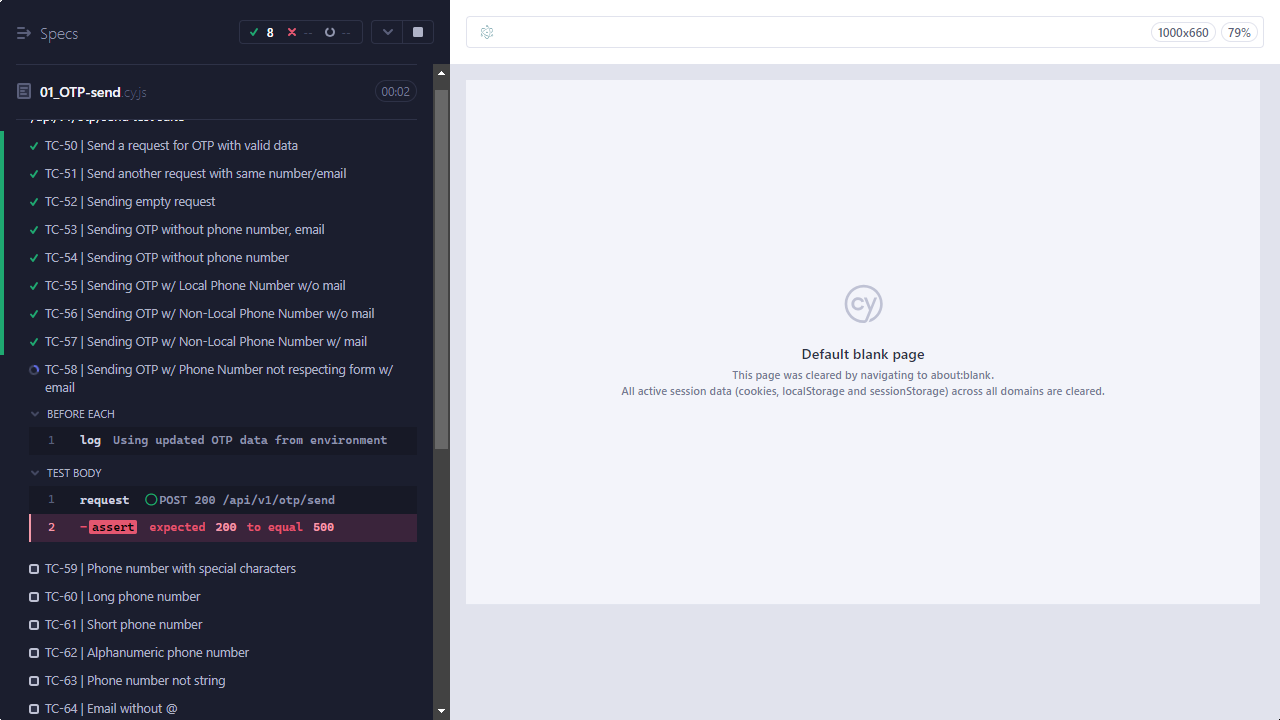 Specs
8
--
--
1000x660
79%
01_OTP-send.cy.js
00:02
/api/v1/otp/send test suite
TC-50 | Send a request for OTP with valid data
TC-51 | Send another request with same number/email
TC-52 | Sending empty request
TC-53 | Sending OTP without phone number, email
TC-54 | Sending OTP without phone number
TC-55 | Sending OTP w/ Local Phone Number w/o mail
TC-56 | Sending OTP w/ Non-Local Phone Number w/o mail
TC-57 | Sending OTP w/ Non-Local Phone Number w/ mail
TC-58 | Sending OTP w/ Phone Number not respecting form w/
email
BEFORE EACH
1 log Using updated OTP data from environment
TEST BODY
1 request POST 200 /api/v1/otp/send
2 -assert expected 200 to equal 500
TC-59 | Phone number with special characters
TC-60 | Long phone number
TC-61 | Short phone number
TC-62 | Alphanumeric phone number
TC-63 | Phone number not string
TC-64 | Email without @
cy
Default blank page
This page was cleared by navigating to about:blank.
All active session data (cookies, localStorage and sessionStorage) across all domains are cleared.